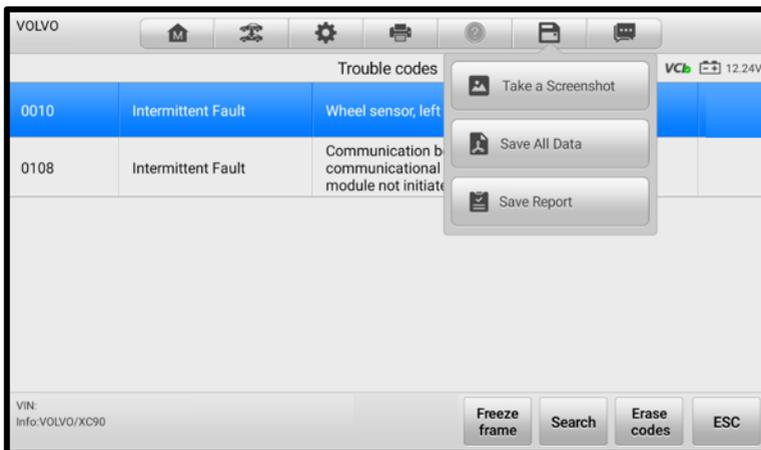 VOLVO
M
?
Trouble codes
VCI
12.24V
Take a Screenshot
0010
Intermittent Fault
Wheel sensor, left
Save All Data
0108
Intermittent Fault
Communication b
communicational
module not initiate
Save Report
VIN:
Info:VOLVO/XC90
Freeze
frame
Search
Erase
codes
ESC